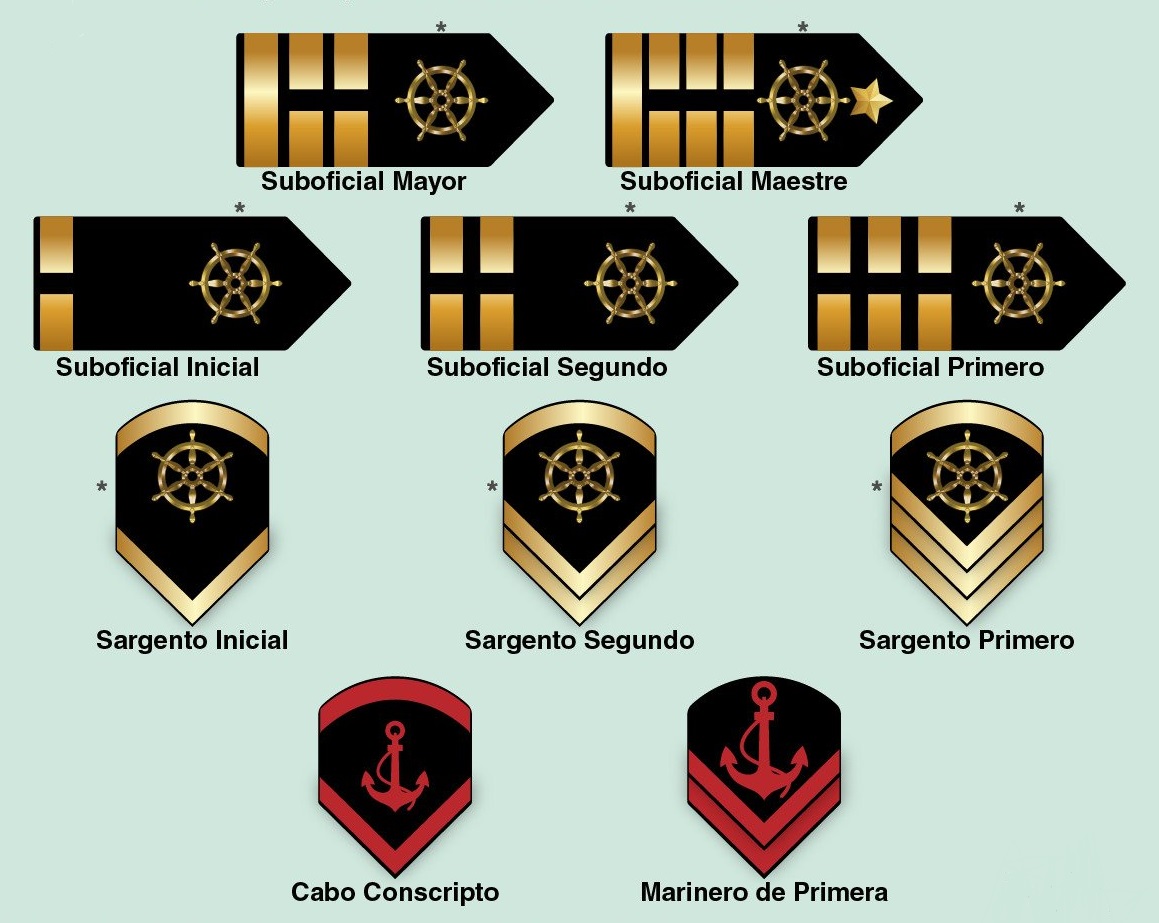 *
*
Suboficial Mayor
Suboficial Maestre
*
*
*
Suboficial Inicial
Suboficial Segundo
Suboficial Primero
*
*
*
Sargento Inicial
Sargento Segundo
Sargento Primero
Cabo Conscripto
Marinero de Primera